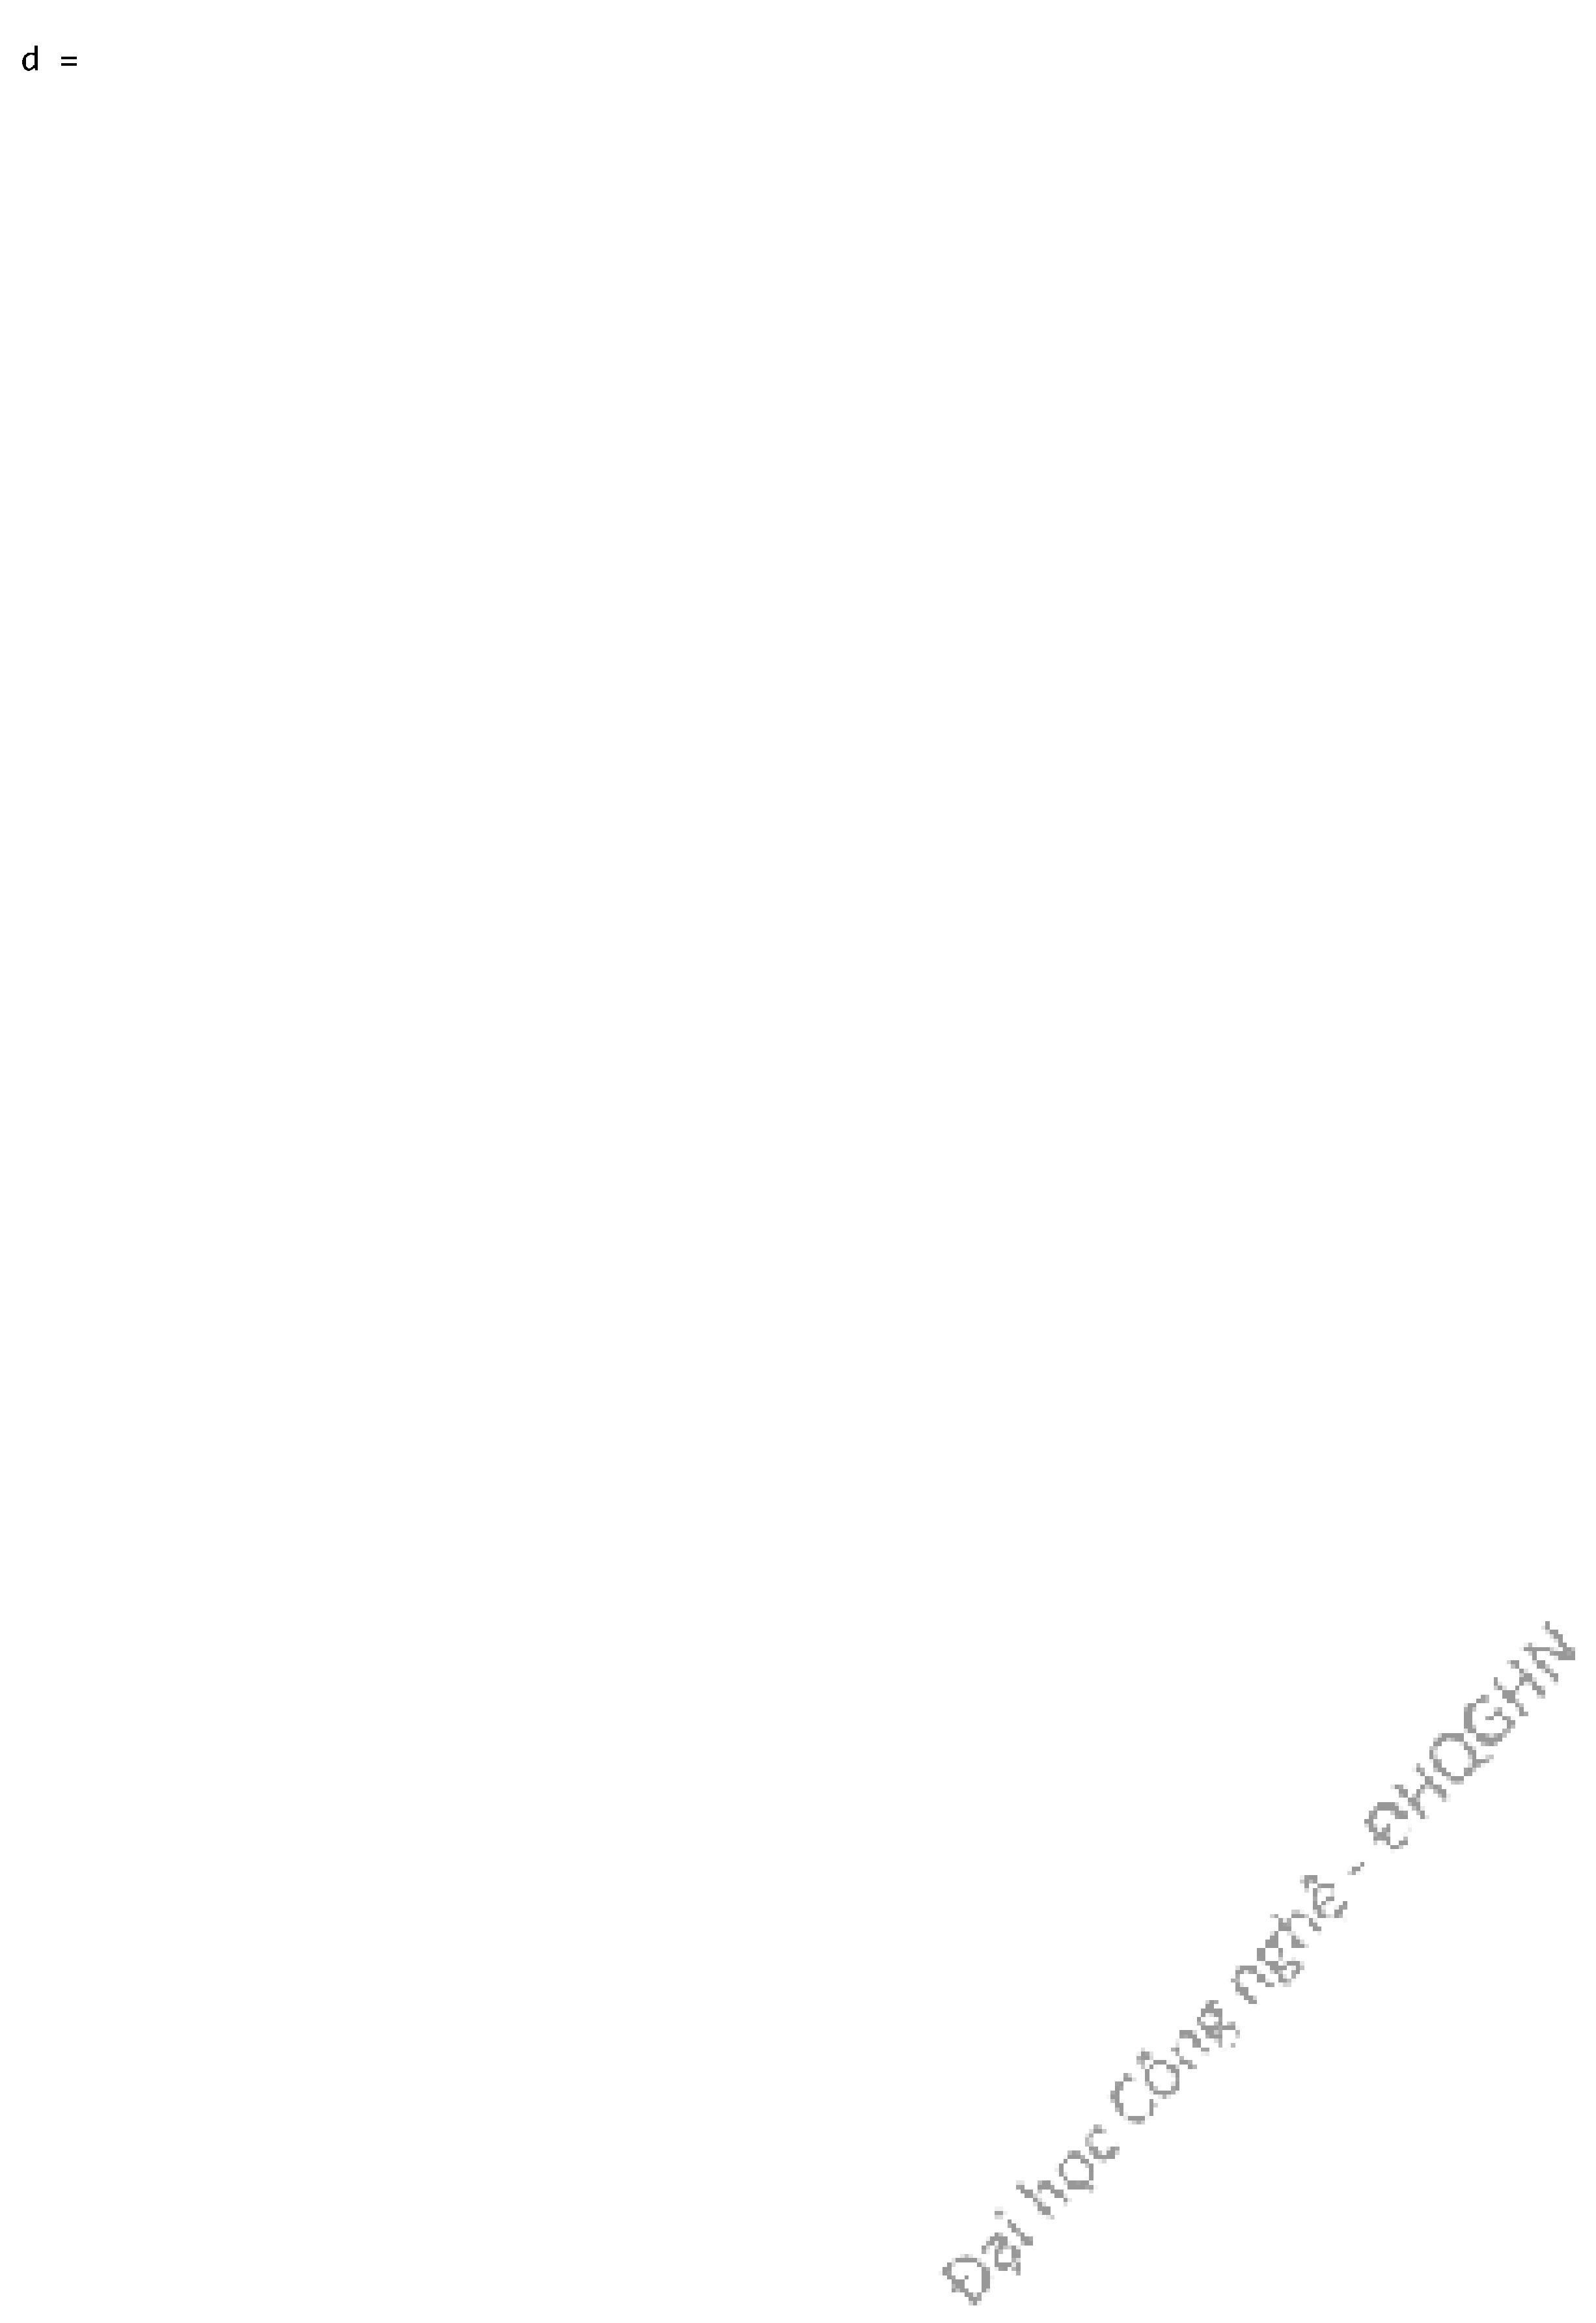 d =
Đại học Công nghệ - ĐHQGHN